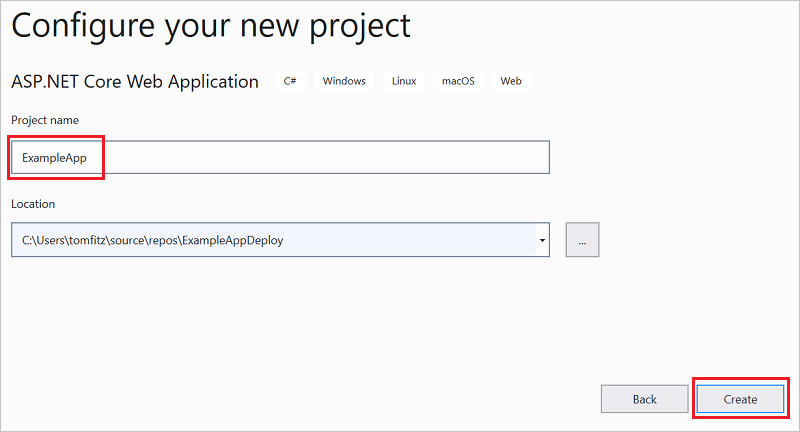 Configure your new project
ASP.NET Core Web Application C# Windows Linux macOS Web
Project name
ExampleApp
Location
C:\Users\tomfitz\source\repos\ExampleAppDeploy
...
Back Create